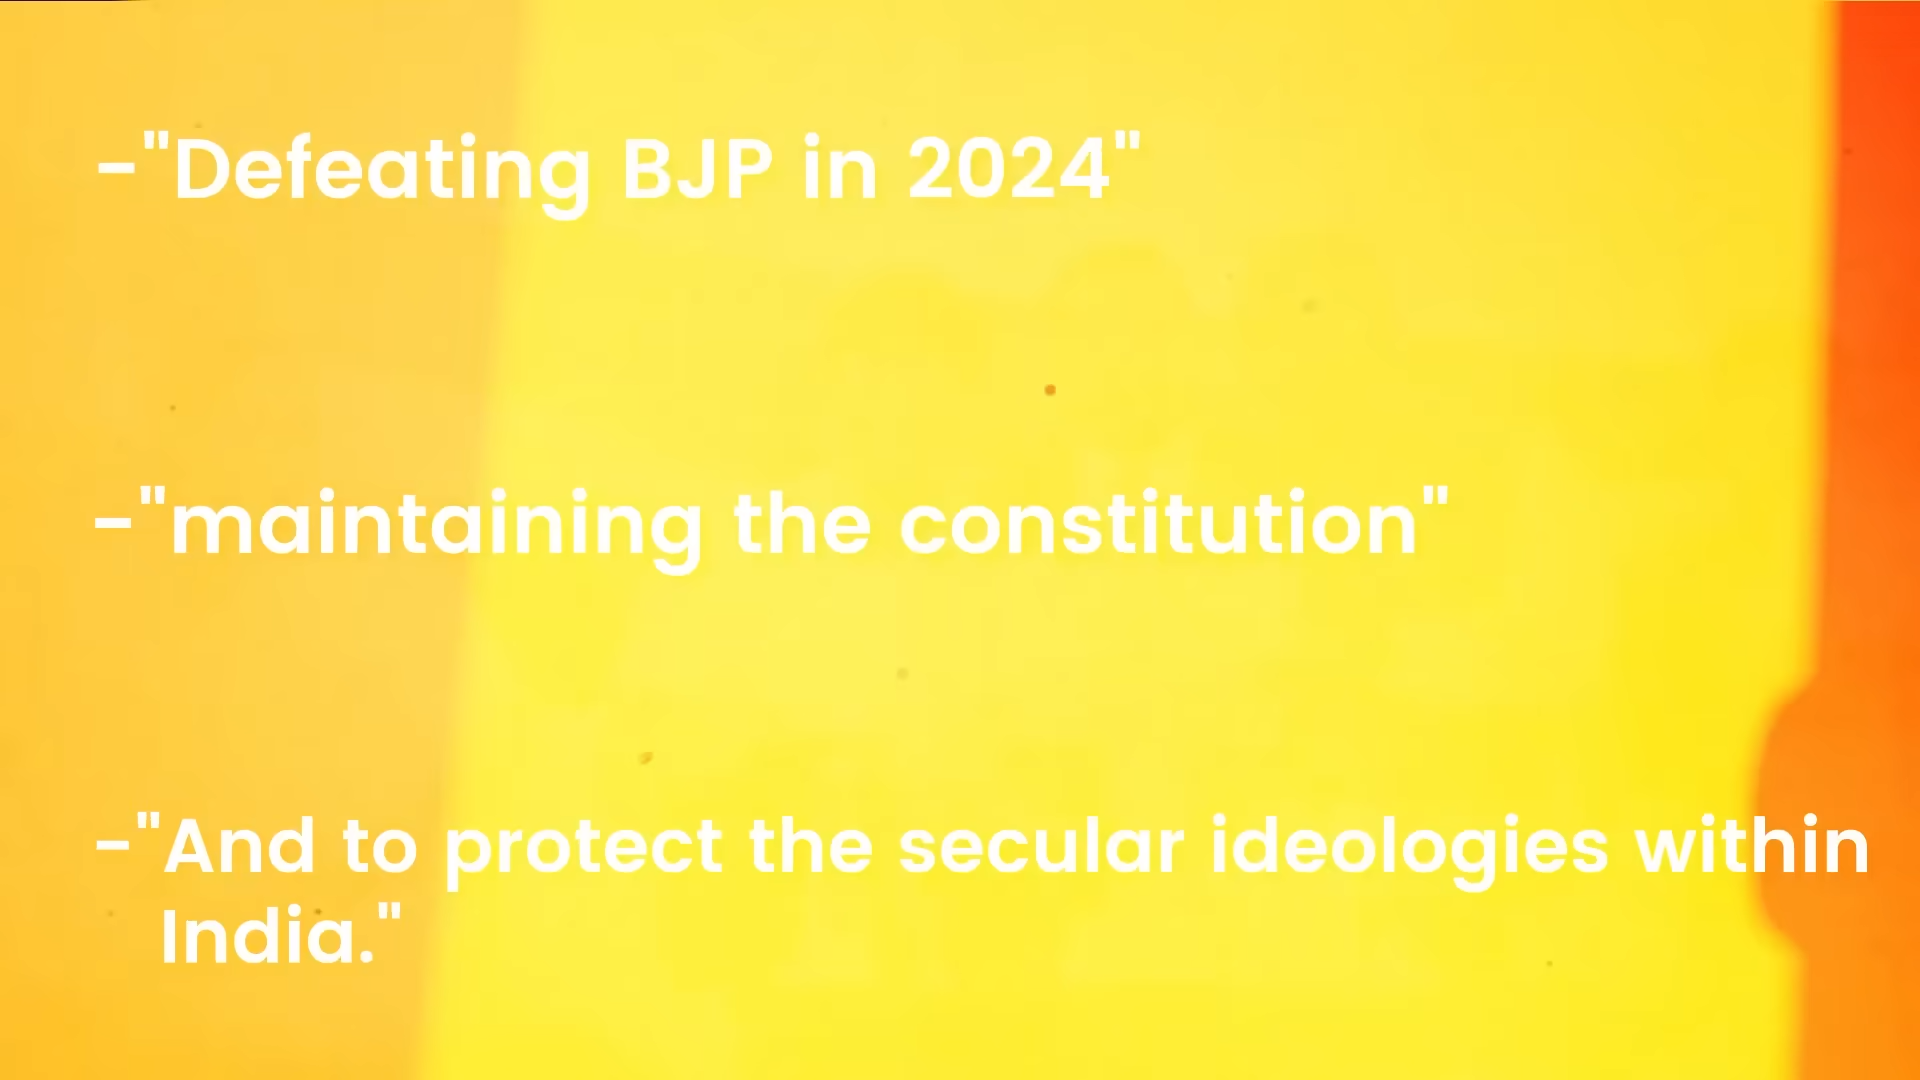 -"Defeating BJP in 2024"
-"maintaining the constitution"
-"And to protect the secular ideologies within
India."